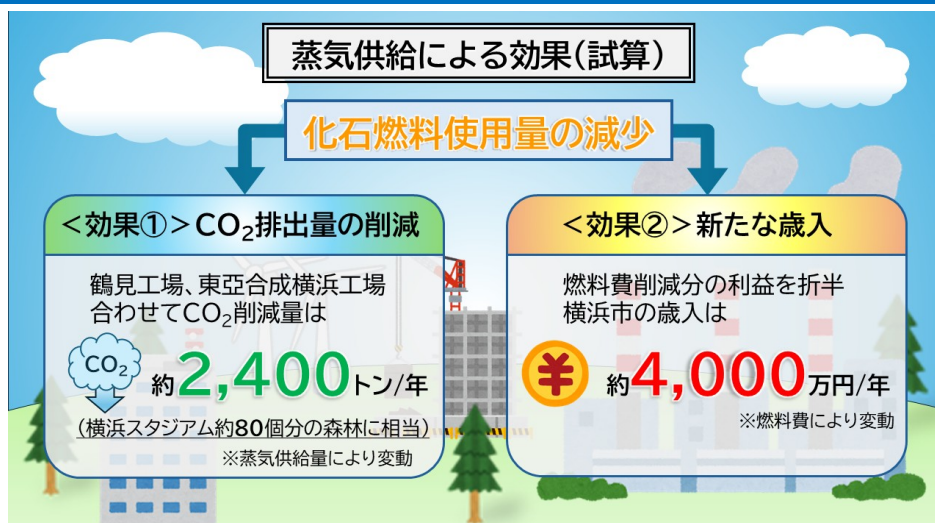 蒸気供給による効果(試算)
化石燃料使用量の減少
<効果①>CO₂排出量の削減
鶴見工場、東亞合成横浜工場
合わせてCO₂削減量は
CO₂
約2,400トン/年
(横浜スタジアム約80個分の森林に相当)
※蒸気供給量により変動
<効果②>新たな歳入
燃料費削減分の利益を折半
横浜市の歳入は
¥
約4,000万円/年
※燃料費により変動